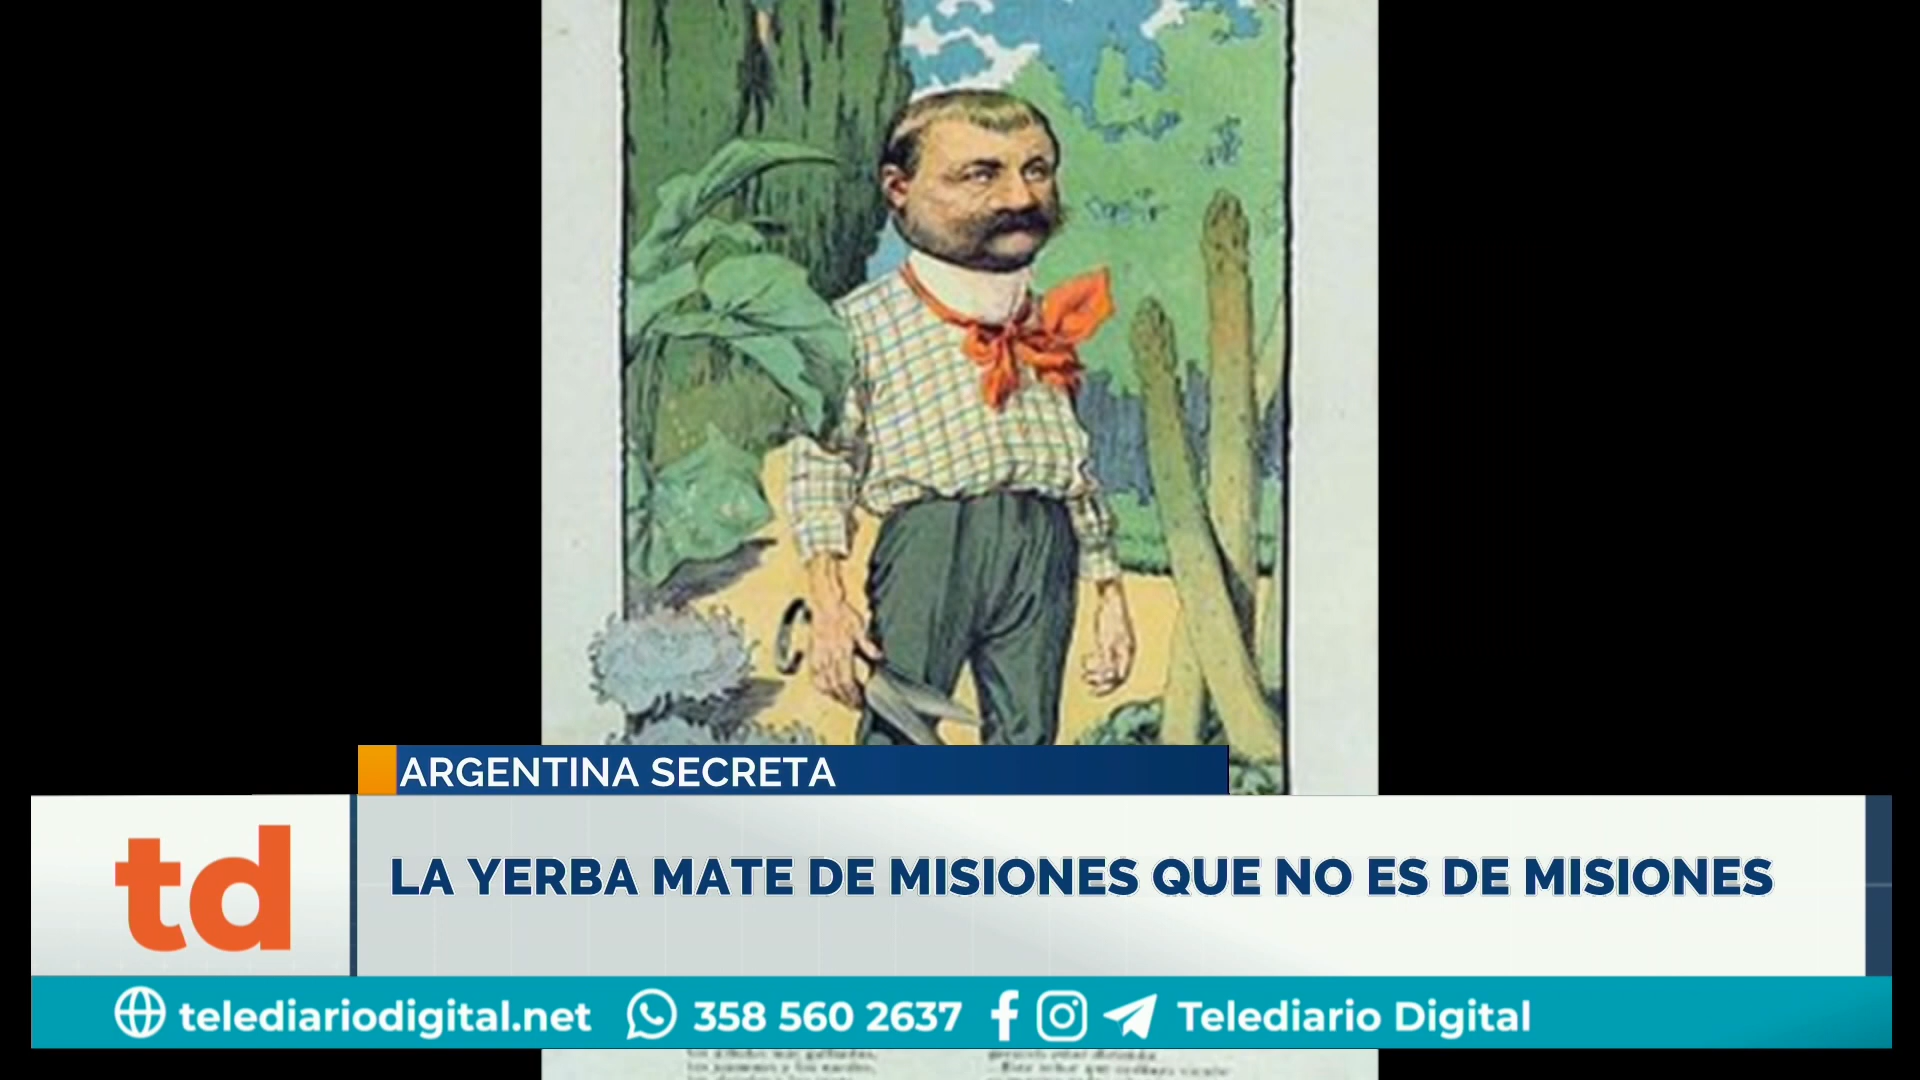 ARGENTINA SECRETA
td
LA YERBA MATE DE MISIONES QUE NO ES DE MISIONES
telediariodigital.net 358 560 2637 Telediario Digital